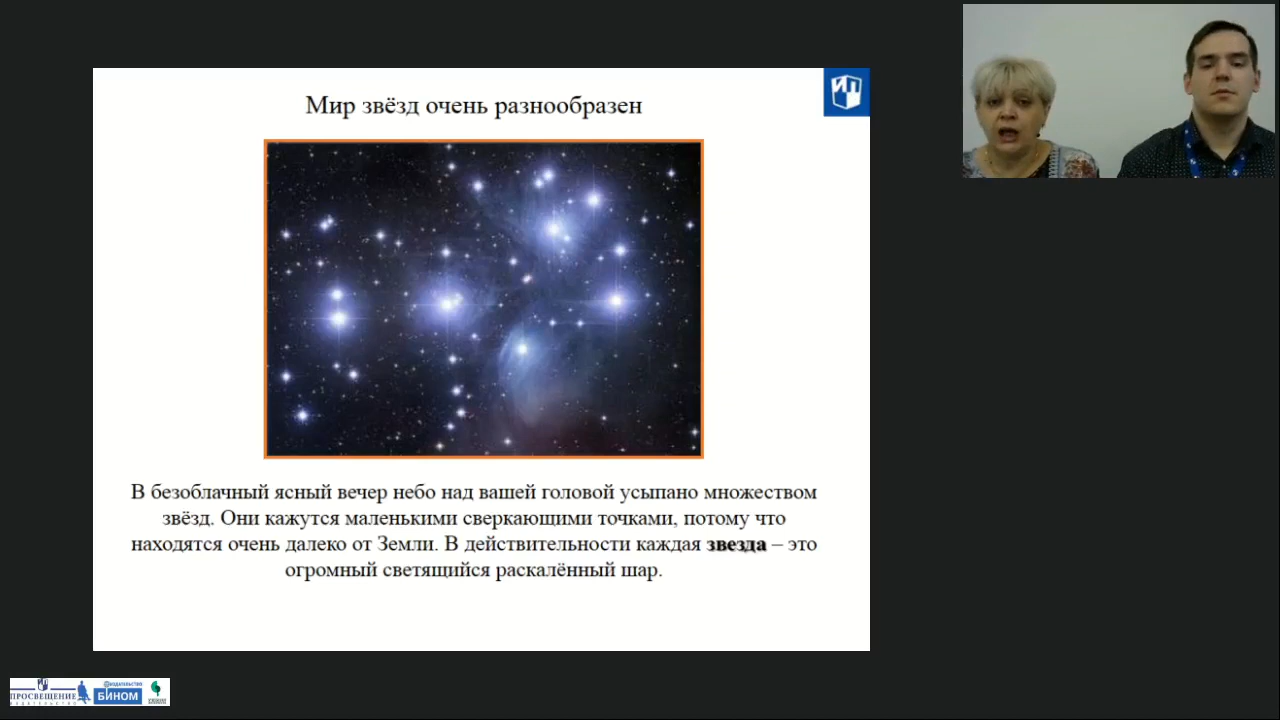 Мир звёзд очень разнообразен
В безоблачный ясный вечер небо над вашей головой усыпано множеством
звёзд. Они кажутся маленькими сверкающими точками, потому что
находятся очень далеко от Земли. В действительности каждая звезда – это
огромный светящийся раскалённый шар.
ПРОСВЕЩЕНИЕ
ИЗДАТЕЛЬСТВО
ИЗДАТЕЛЬСТВО
БИНОМ